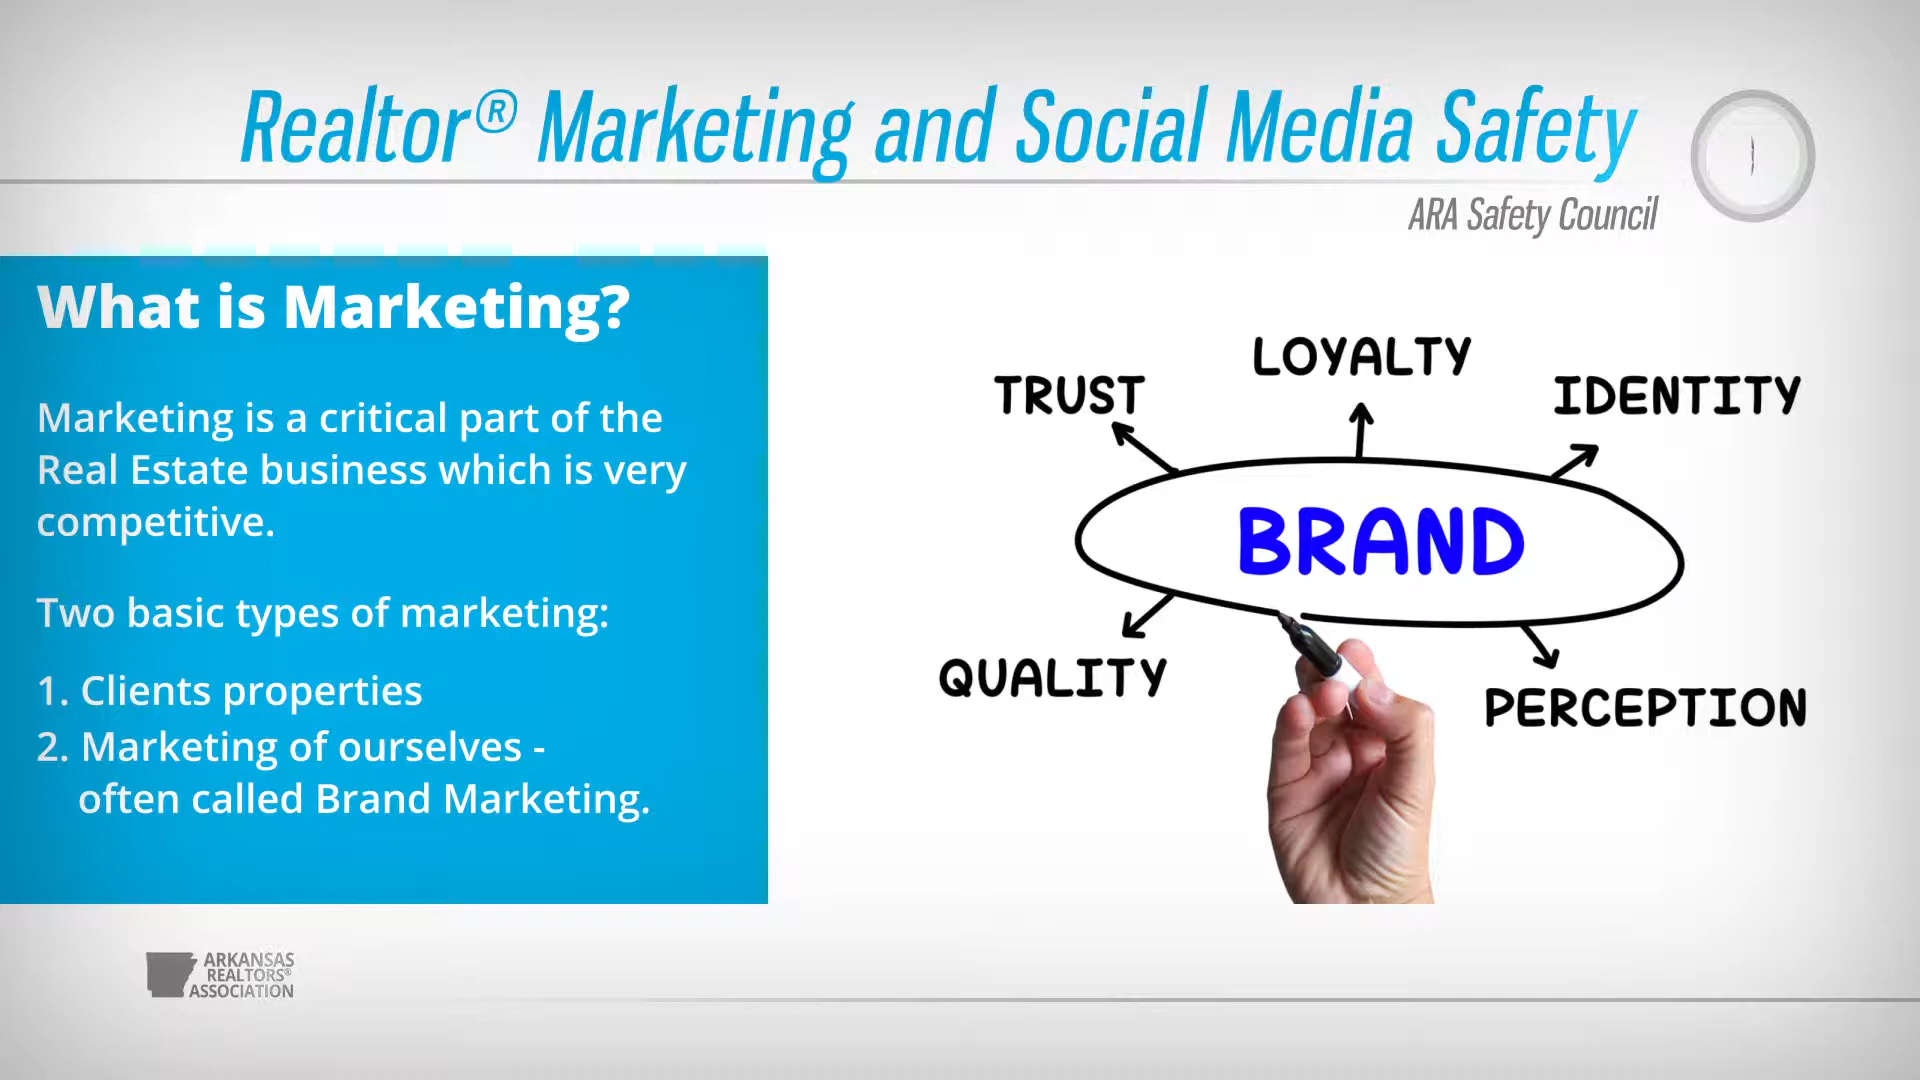 Realtor® Marketing and Social Media Safety
ARA Safety Council
What is Marketing?
Marketing is a critical part of the
Real Estate business which is very
competitive.
Two basic types of marketing:
1. Clients properties
2. Marketing of ourselves -
often called Brand Marketing.
LOYALTY
TRUST
IDENTITY
BRAND
QUALITY
PERCEPTION
ARKANSAS
REALTORS®
ASSOCIATION